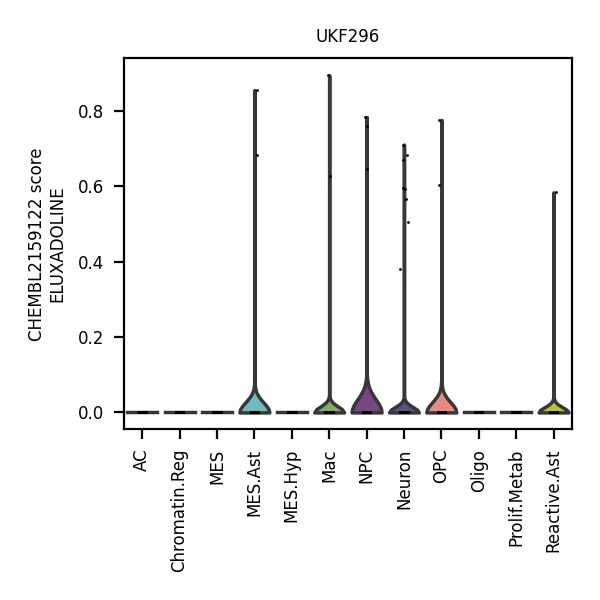 UKF296
CHEMBL2159122 score
ELUXADOLINE
0.8
0.6
0.4
0.2
0.0
AC
Chromatin.Reg
MES
MES.Ast
MES.Hyp
Mac
NPC
Neuron
OPC
Oligo
Prolif.Metab
Reactive.Ast